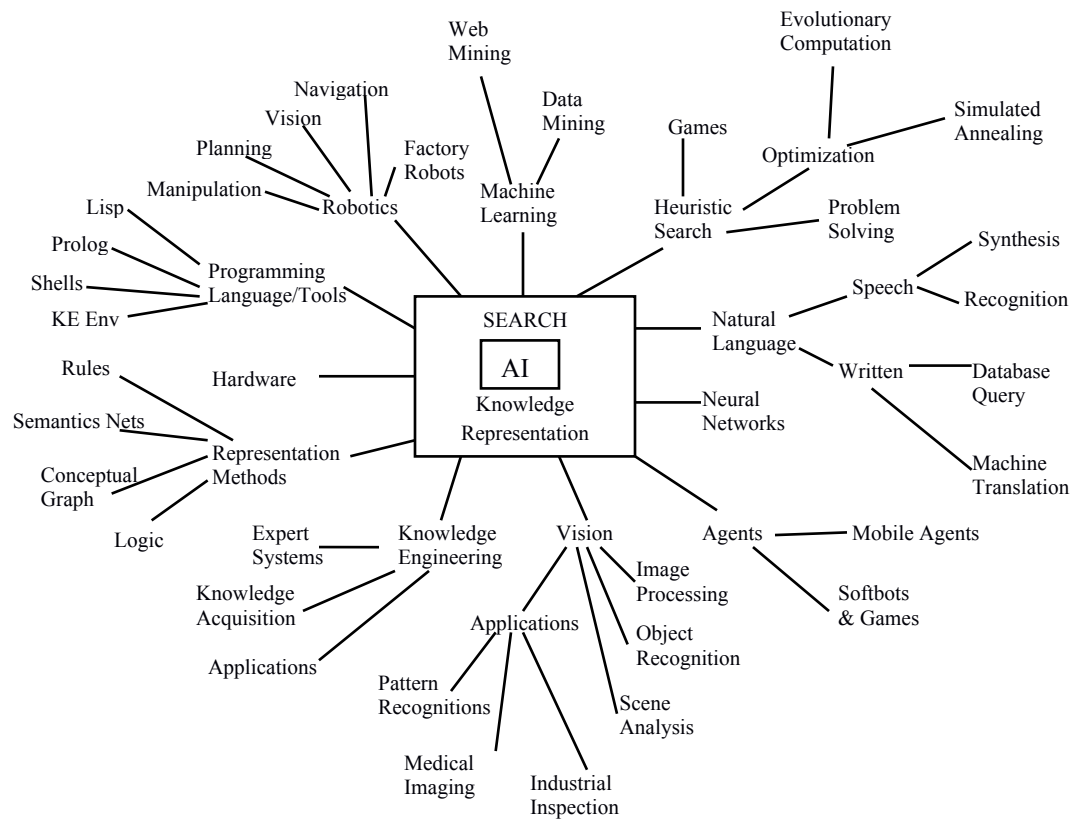 Evolutionary
Computation
Web
Mining
Navigation
Data
Mining
Simulated
Annealing
Vision
Games
Planning
Factory
Robots
Optimization
Manipulation
Machine
Learning
Lisp
Robotics
Heuristic
Search
Problem
Solving
Prolog
Synthesis
Programming
Language/Tools
Shells
Speech
Recognition
KE Env
SEARCH
Natural
Language
Rules
Hardware
AI
Written
Database
Query
Knowledge
Representation
Neural
Networks
Semantics Nets
Representation
Methods
Conceptual
Graph
Machine
Translation
Logic
Expert
Systems
Knowledge
Engineering
Vision
Agents
Mobile Agents
Image
Processing
Knowledge
Acquisition
Softbots
& Games
Applications
Object
Recognition
Applications
Pattern
Recognitions
Scene
Analysis
Medical
Imaging
Industrial
Inspection